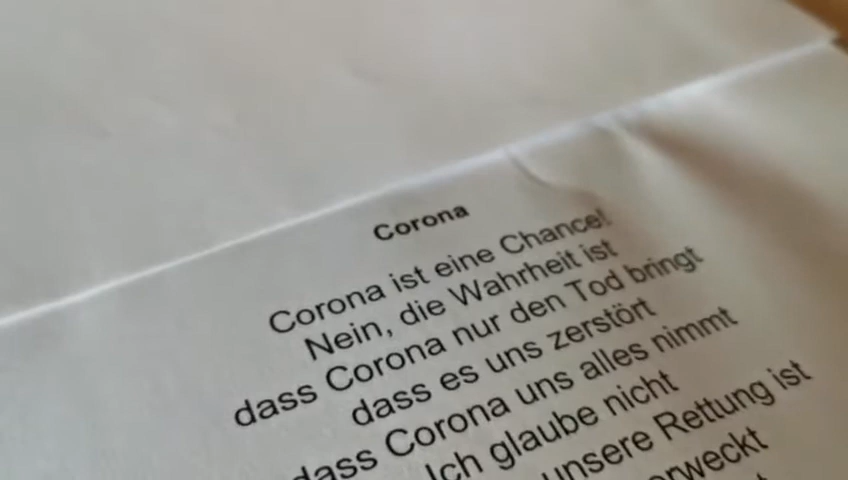 Corona
Corona ist eine Chance!
Nein, die Wahrheit ist
dass Corona nur den Tod bringt
dass es uns zerstört
dass Corona uns alles nimmt
Ich glaube nicht
unsere Rettung ist
erweckt